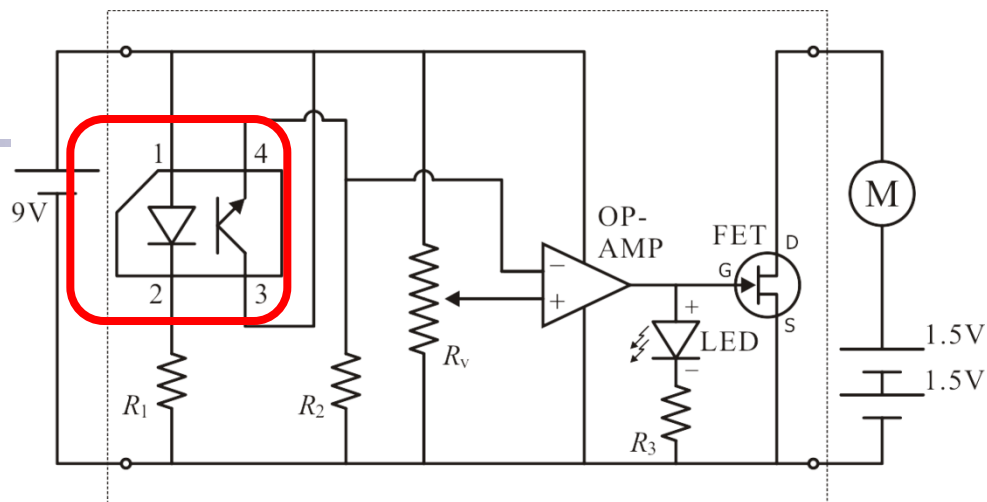 1
4
9V
2
3
R1
R2
Rv
OP-
AMP
−
+
FET
D
G
S
M
+
LED
−
R3
1.5V
1.5V